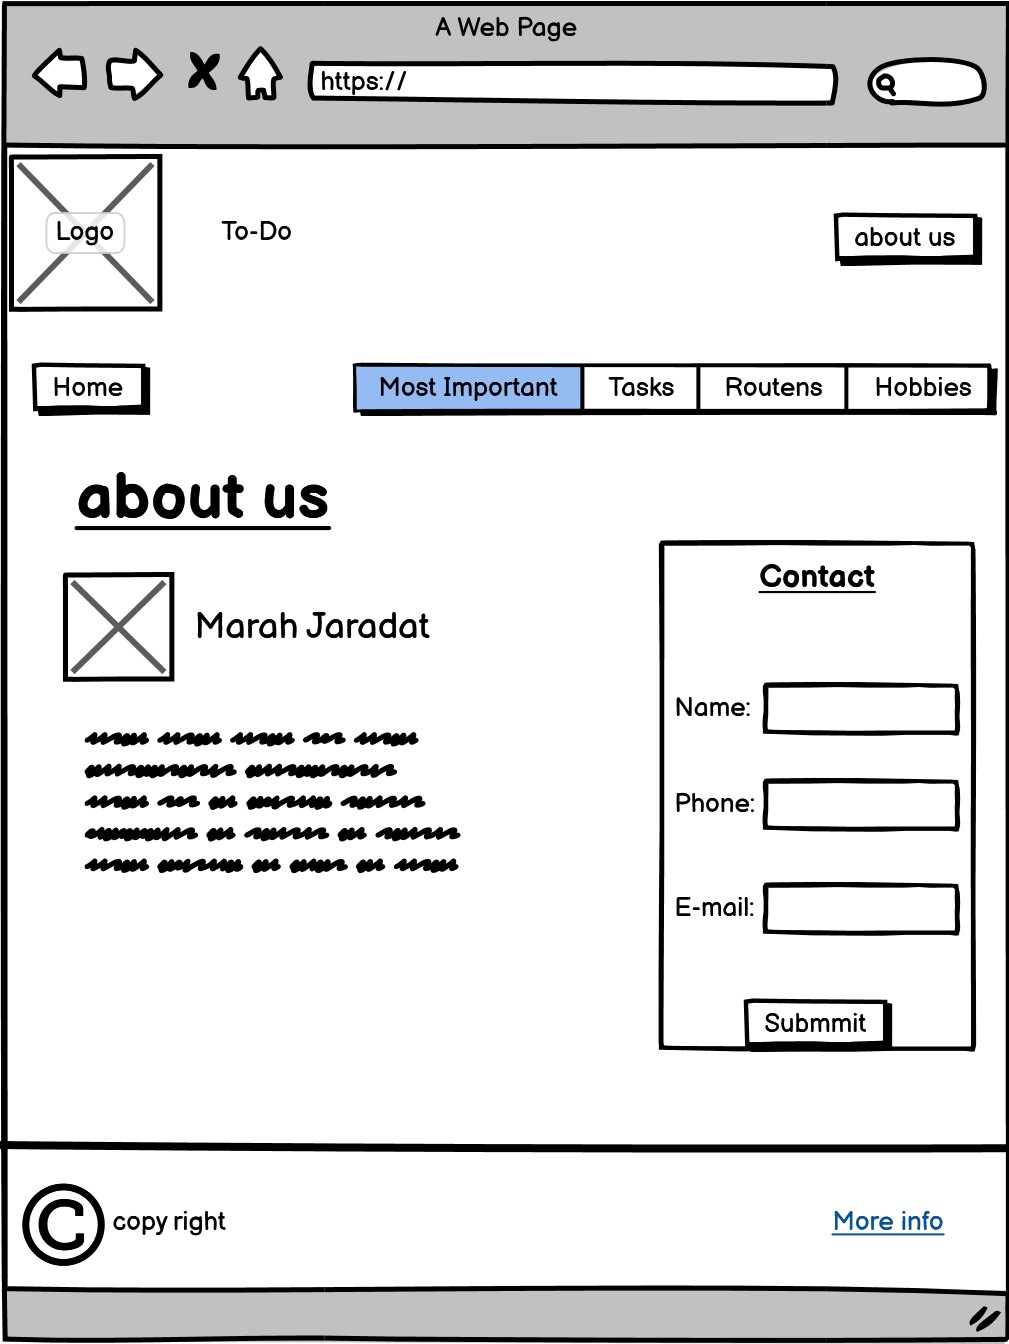 A Web Page
https://
Logo
To-Do
about us
Home
Most Important
Tasks
Routens
Hobbies
about us
Contact
Marah Jaradat
Name:
Phone:
E-mail:
Submmit
© copy right
More info